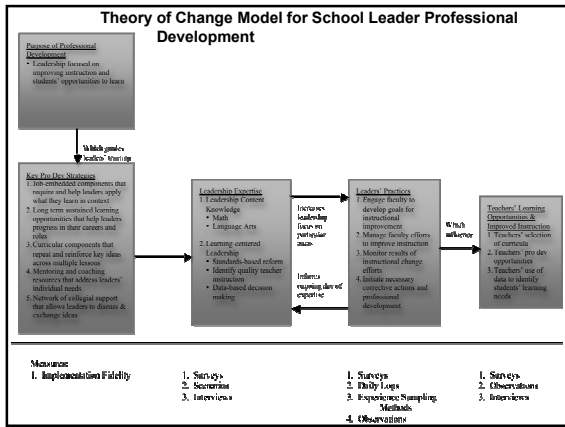 Theory of Change Model for School Leader Professional
Development
Purpose of Professional
Development
• Leadership focused on
improving instruction and
students' opportunities to learn
Which guides
leaders' learning
Key Pro Dev Strategies
1. Job-embedded components that
require and help leaders apply
what they learn in context
2. Long term sustained learning
opportunities that help leaders
progress in their careers and
roles
3. Curricular components that
repeat and reinforce key ideas
across multiple lessons
4. Mentoring and coaching
resources that address leaders'
individual needs
5. Network of collegial support
that allows leaders to discuss &
exchange ideas
Leadership Expertise
1. Leadership Content
Knowledge
• Math
• Language Arts
2. Learning-centered
Leadership
• Standards-based reform
• Identify quality teacher
instruction
• Data-based decision
making
Increases
leadership
focus on
particular
areas
Informs
ongoing dev of
expertise
Leaders' Practices
1. Engage faculty to
develop goals for
instructional
improvement
2. Manage faculty efforts
to improve instruction
3. Monitor results of
instructional change
efforts
4. Initiate necessary
corrective actions and
professional
development
Which
influence
Teachers' Learning
Opportunities &
Improved Instruction
1. Teachers' selection
of curricula
2. Teachers' pro dev
opportunities
3. Teachers' use of
data to identify
students' learning
needs
Measures:
1. Implementation Fidelity
1. Surveys
2. Scenarios
3. Interviews
1. Surveys
2. Daily Logs
3. Experience Sampling
Methods
4. Observations
1. Surveys
2. Observations
3. Interviews